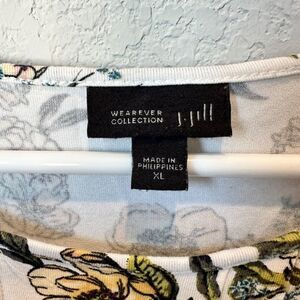 WEAREVER
COLLECTION
J.Jill
MADE IN
PHILIPPINES
XL